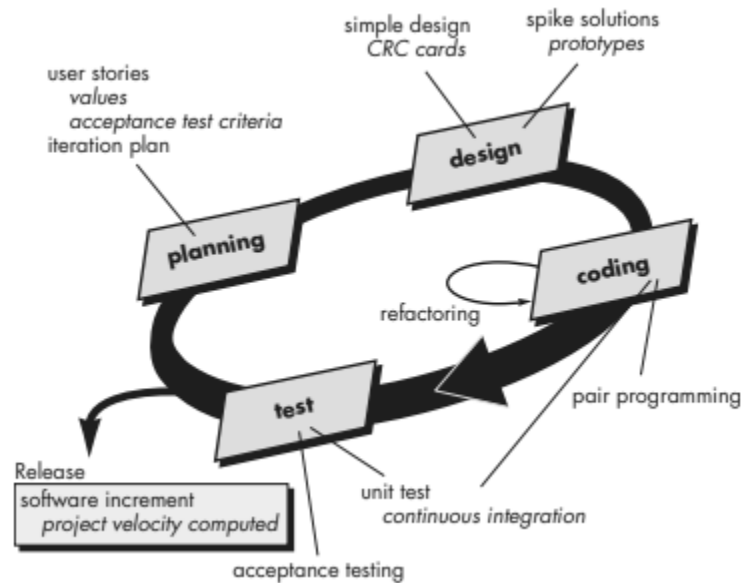 simple design
CRC cards
spike solutions
prototypes
user stories
values
acceptance test criteria
iteration plan
design
planning
coding
refactoring
test
pair programming
Release
software increment
project velocity computed
unit test
continuous integration
acceptance testing